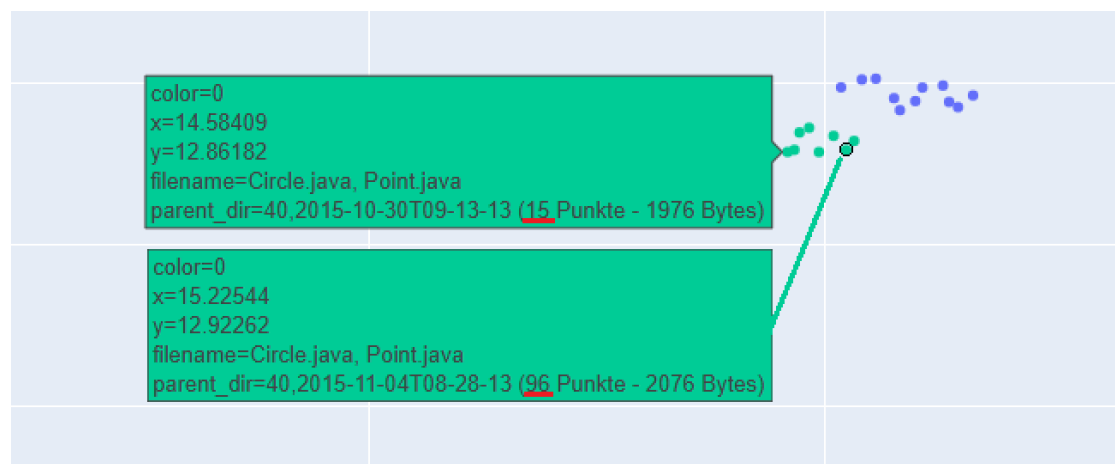 color=0
x=14.58409
y=12.86182
filename=Circle.java, Point.java
parent_dir=40,2015-10-30T09-13-13 (15 Punkte - 1976 Bytes)
color=0
x=15.22544
y=12.92262
filename=Circle.java, Point.java
parent_dir=40,2015-11-04T08-28-13 (96 Punkte - 2076 Bytes)